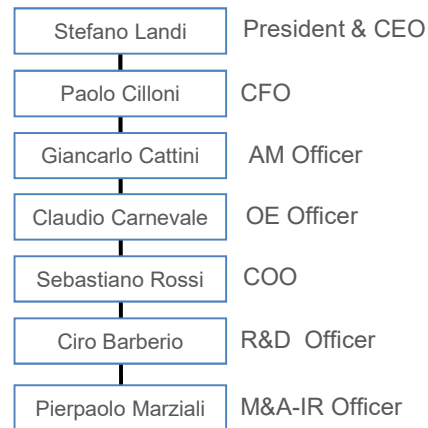 Stefano Landi President & CEO
Paolo Cilloni CFO
Giancarlo Cattini AM Officer
Claudio Carnevale OE Officer
Sebastiano Rossi COO
Ciro Barberio R&D Officer
Pierpaolo Marziali M&A-IR Officer